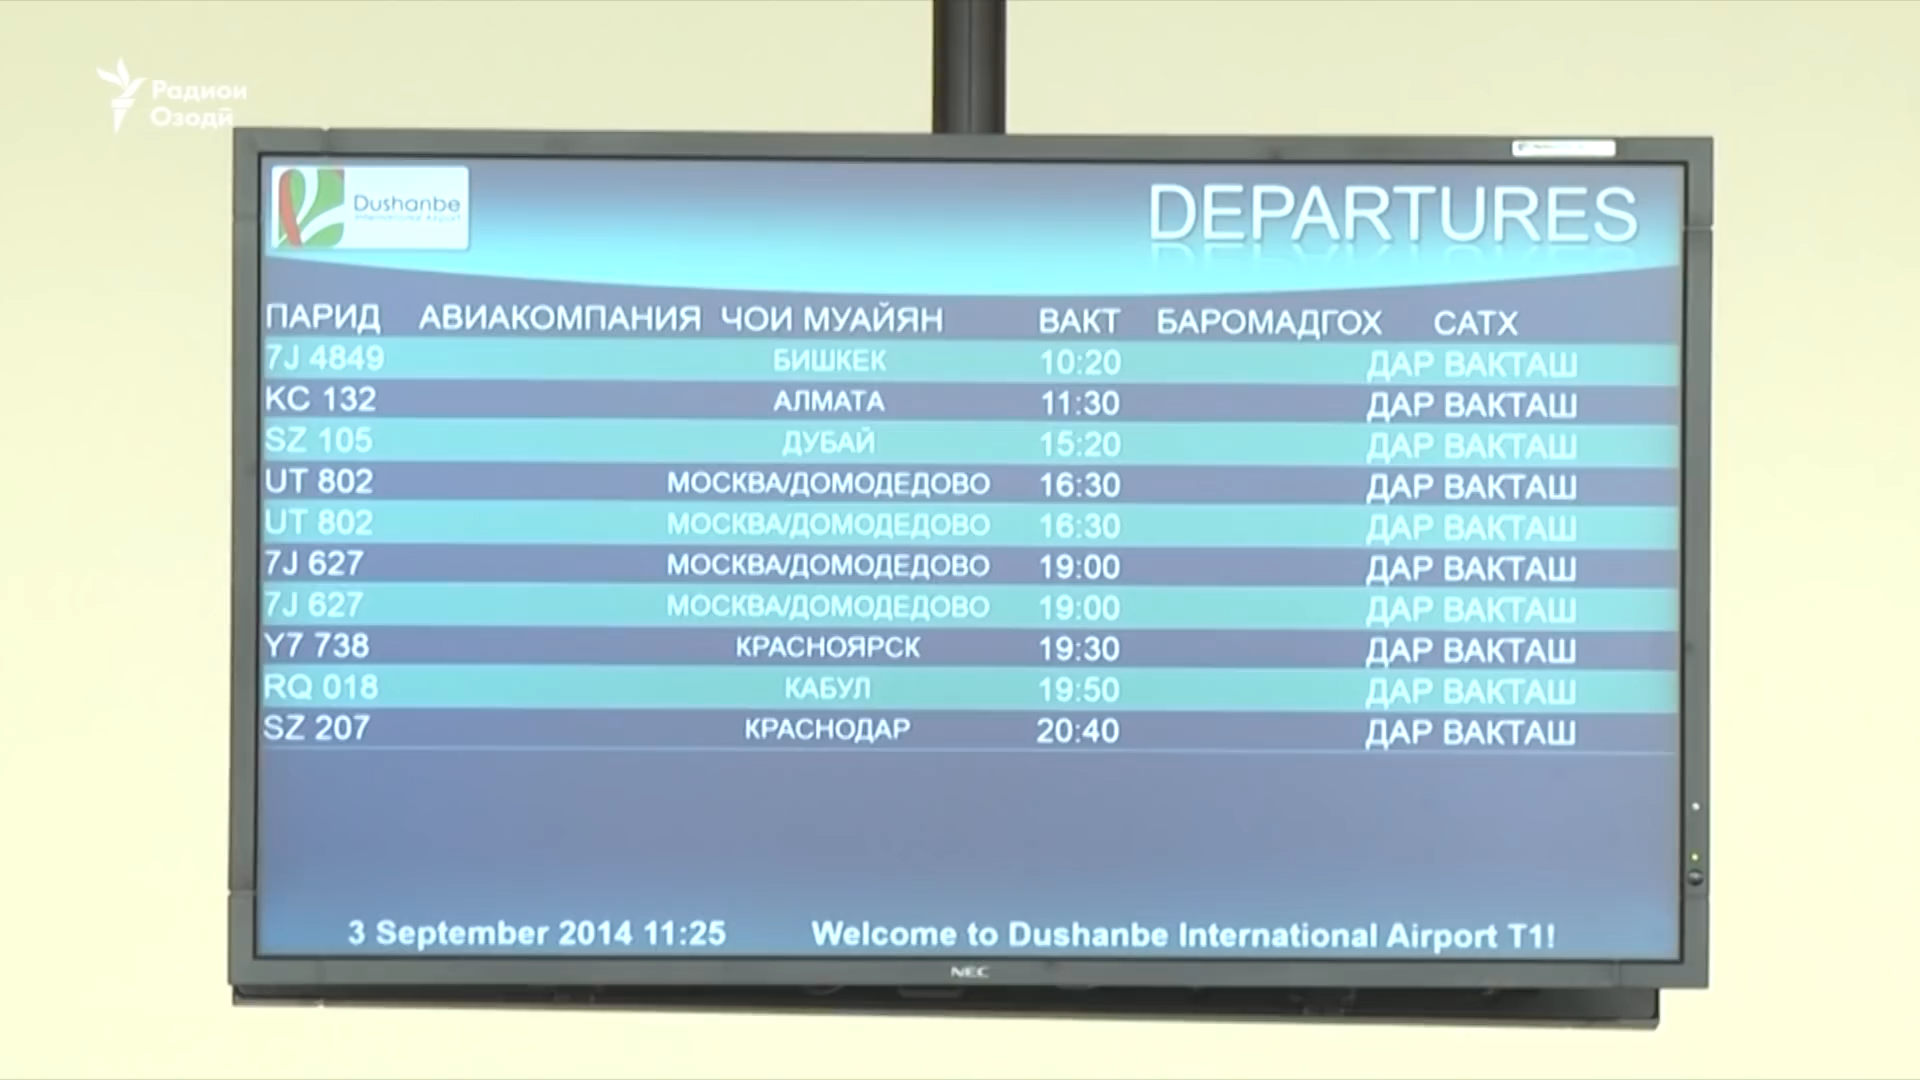 Радиои
Озодӣ
Dushanbe
International Airport
DEPARTURES
ПАРИД АВИАКОМПАНИЯ ЧОИ МУАЙЯН ВАКТ БАРОМАДГОХ САТХ
7J 4849 БИШКЕК 10:20 ДАР ВАКТАШ
KC 132 АЛМАТА 11:30 ДАР ВАКТАШ
SZ 105 ДУБАЙ 15:20 ДАР ВАКТАШ
UT 802 МОСКВА/ДОМОДЕДОВО 16:30 ДАР ВАКТАШ
UT 802 МОСКВА/ДОМОДЕДОВО 16:30 ДАР ВАКТАШ
7J 627 МОСКВА/ДОМОДЕДОВО 19:00 ДАР ВАКТАШ
7J 627 МОСКВА/ДОМОДЕДОВО 19:00 ДАР ВАКТАШ
Y7 738 КРАСНОЯРСК 19:30 ДАР ВАКТАШ
RQ 018 КАБУЛ 19:50 ДАР ВАКТАШ
SZ 207 КРАСНОДАР 20:40 ДАР ВАКТАШ
3 September 2014 11:25 Welcome to Dushanbe International Airport T1!
NEC